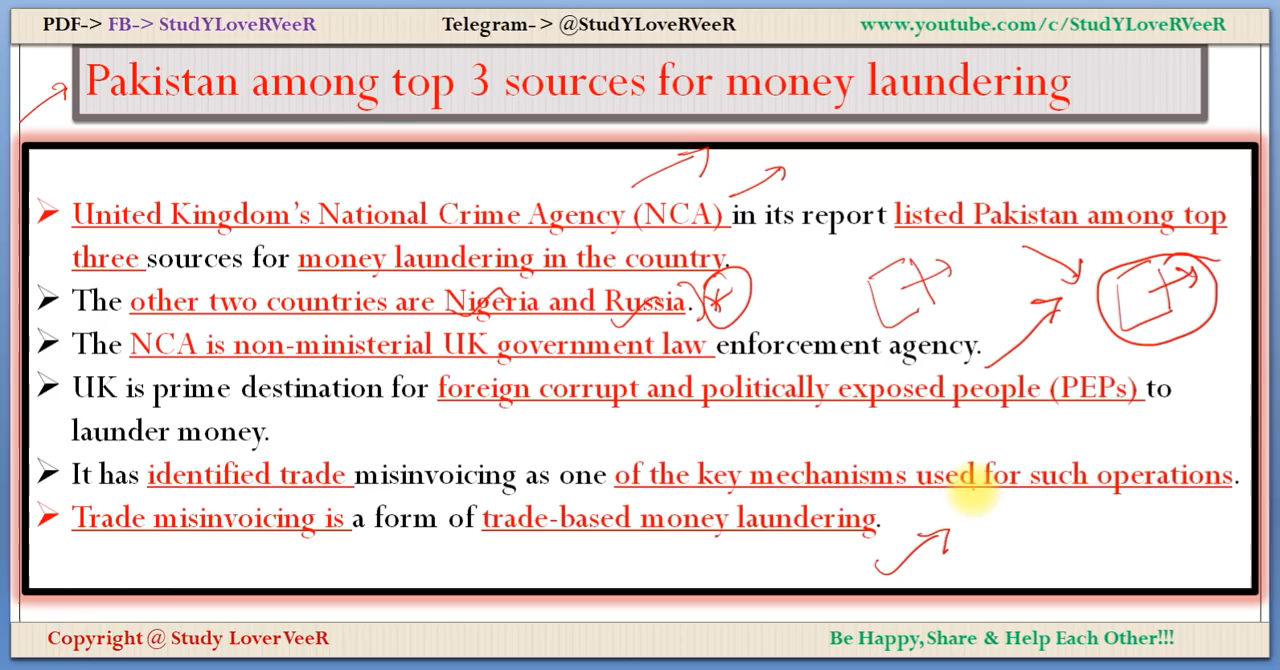 PDF-> FB-> StudYLoveRVeeR Telegram- > @StudYLoveRVeeR www.youtube.com/c/StudYLoveRVeeR
Pakistan among top 3 sources for money laundering
United Kingdom's National Crime Agency (NCA) in its report listed Pakistan among top
three sources for money laundering in the country.
The other two countries are Nigeria and Russia.
The NCA is non-ministerial UK government law enforcement agency.
UK is prime destination for foreign corrupt and politically exposed people (PEPs) to
launder money.
It has identified trade misinvoicing as one of the key mechanisms used for such operations.
Trade misinvoicing is a form of trade-based money laundering.
Copyright @ Study LoverVeeR Be Happy,Share & Help Each Other!!!